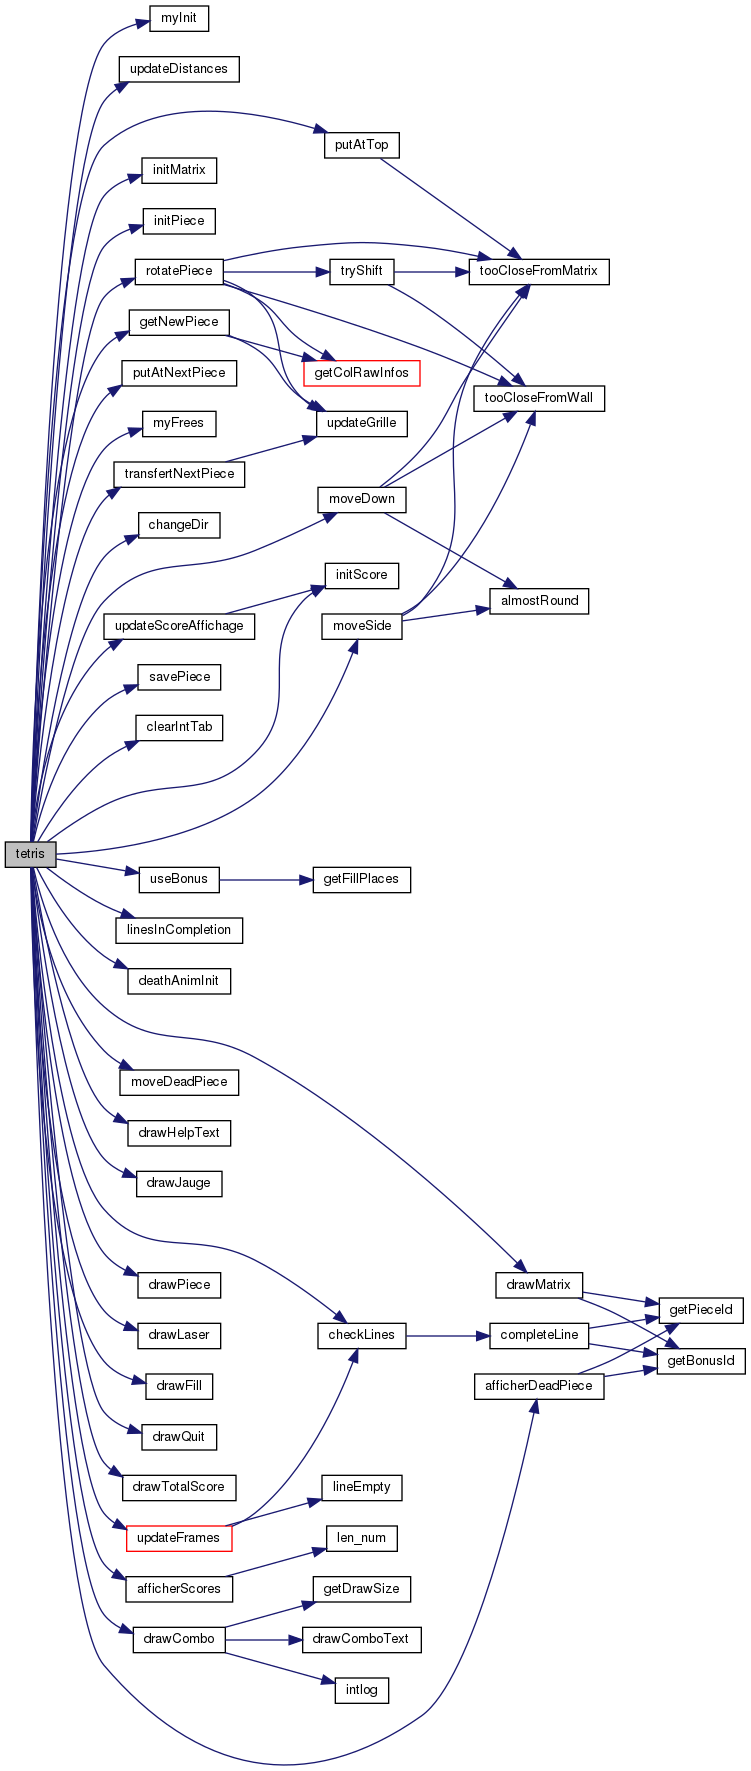 myInit
updateDistances
putAtTop
initMatrix
initPiece
rotatePiece
tryShift
tooCloseFromMatrix
getNewPiece
putAtNextPiece
getColRawInfos
tooCloseFromWall
myFrees
updateGrille
transfertNextPiece
moveDown
changeDir
initScore
almostRound
updateScoreAffichage
moveSide
savePiece
clearIntTab
tetris
useBonus
getFillPlaces
linesInCompletion
deathAnimInit
moveDeadPiece
drawHelpText
drawJauge
drawPiece
drawMatrix
getPieceId
drawLaser
checkLines
completeLine
getBonusId
drawFill
afficherDeadPiece
drawQuit
drawTotalScore
lineEmpty
updateFrames
len_num
afficherScores
getDrawSize
drawCombo
drawComboText
intlog